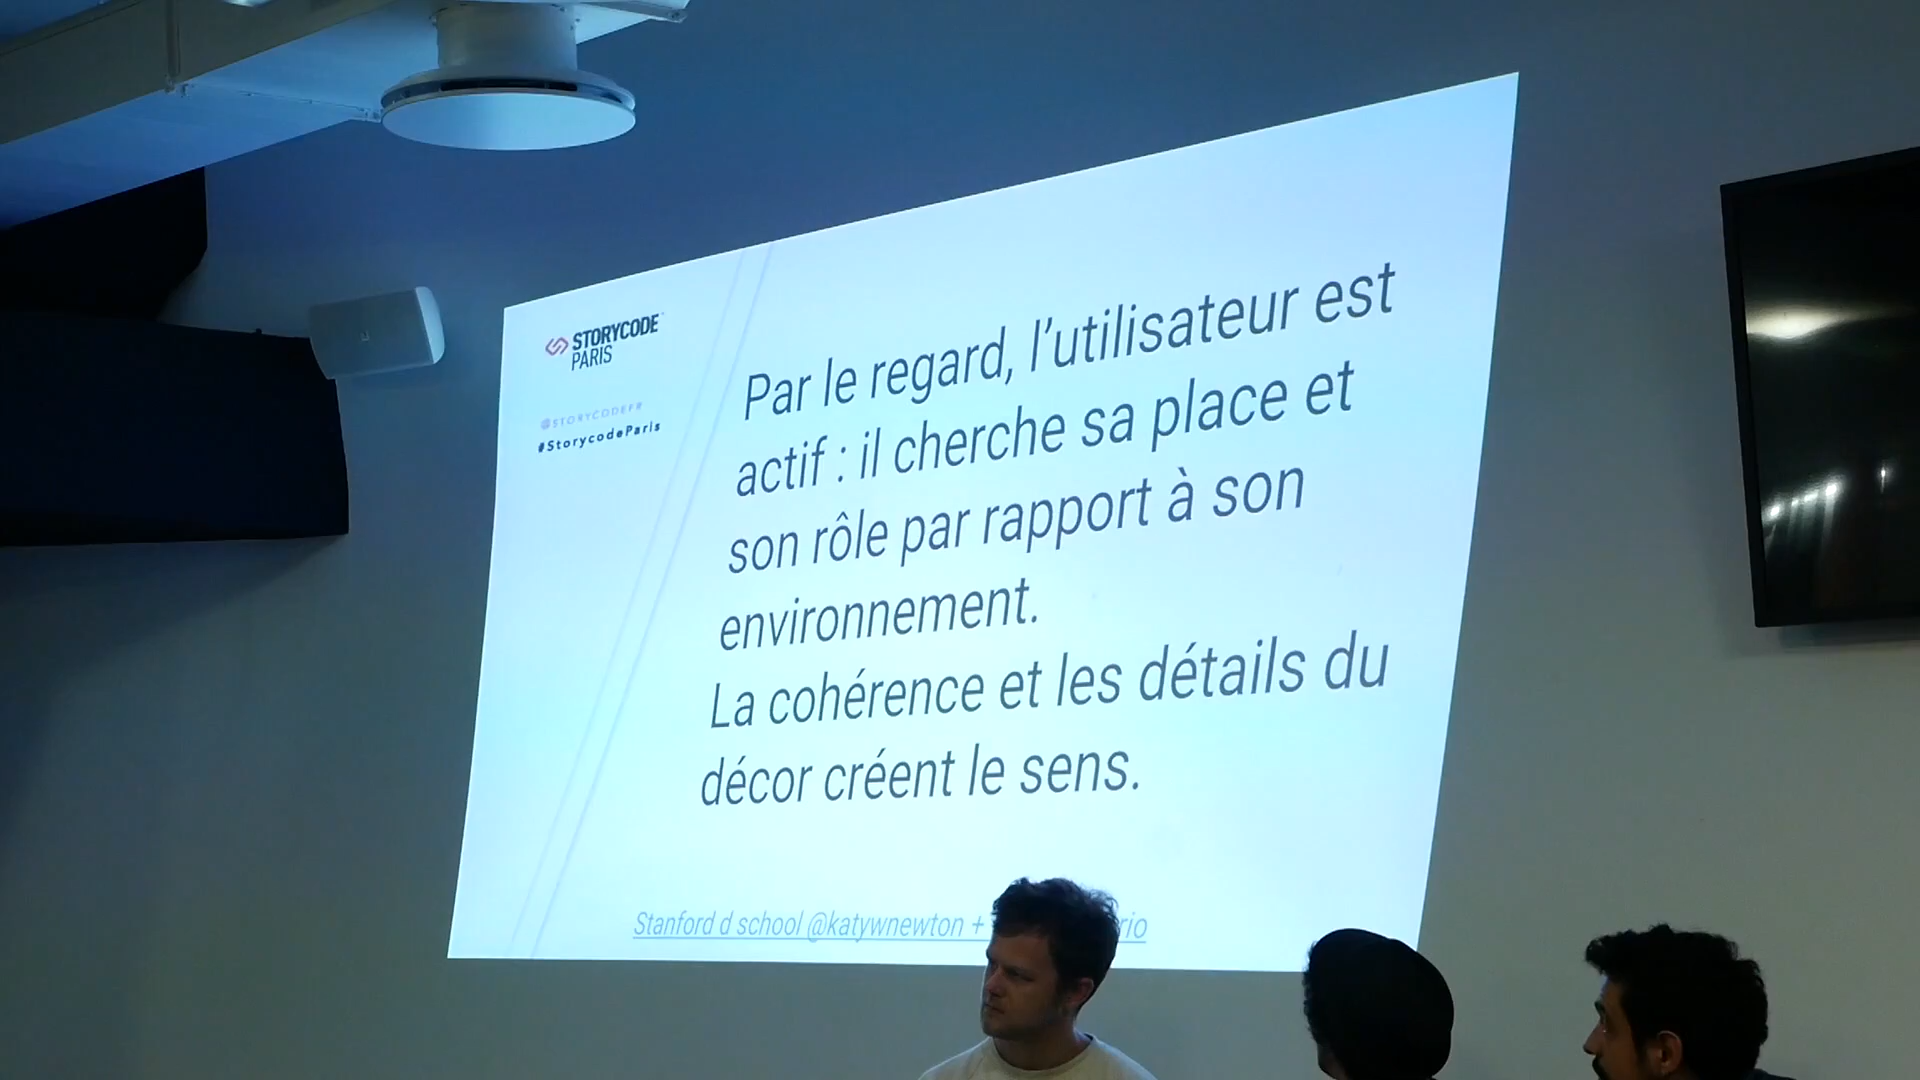 STORYCODE
PARIS
@STORYCODEFR
#StorycodeParis
Par le regard, l'utilisateur est
actif : il cherche sa place et
son rôle par rapport à son
environnement.
La cohérence et les détails du
décor créent le sens.
Stanford d school @katywnewton +